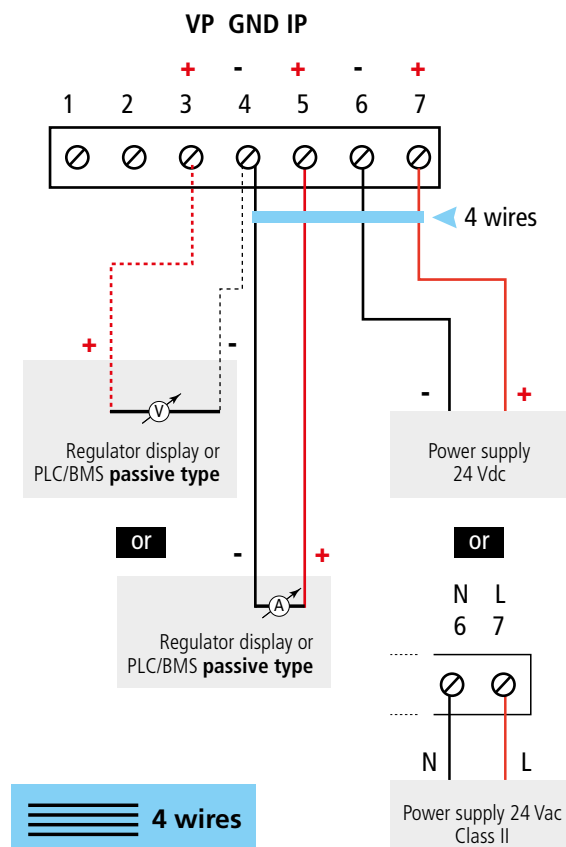 VP GND IP
+ - + - +
1 2 3 4 5 6 7
4 wires
+ -
V
Regulator display or
PLC/BMS passive type
- +
Power supply
24 Vdc
or
or
- +
A
Regulator display or
PLC/BMS passive type
N L
6 7
N L
Power supply 24 Vac
Class II
4 wires